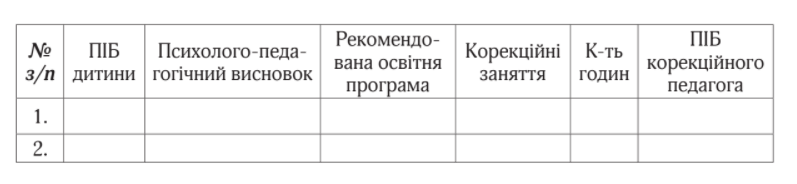 № з/п
ПІБ дитини
Психолого-педа-
гогічний висновок
Рекомендо-
вана освітня
програма
Корекційні
заняття
К-ть
годин
ПІБ
корекційного
педагога
1.
2.